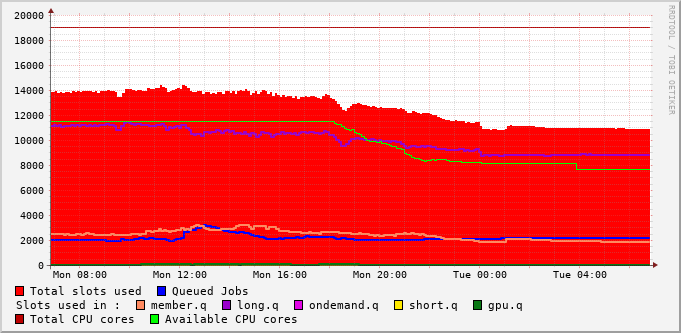 RRDTOOL / TOBI OETIKER
20000
18000
16000
14000
12000
10000
8000
6000
4000
2000
0
Mon 08:00 Mon 12:00 Mon 16:00 Mon 20:00 Tue 00:00 Tue 04:00
Total slots used Queued Jobs
Slots used in : member.q long.q ondemand.q short.q gpu.q
Total CPU cores Available CPU cores